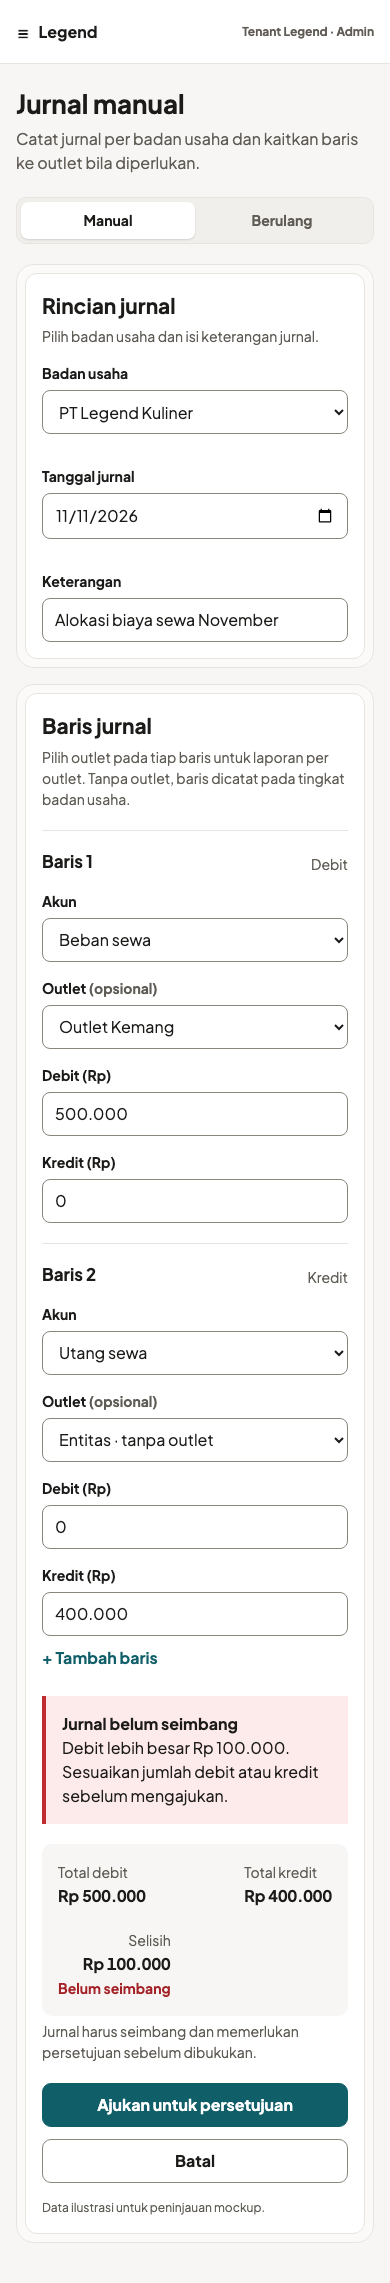 ≡ Legend
Tenant Legend · Admin
Jurnal manual
Catat jurnal per badan usaha dan kaitkan baris
ke outlet bila diperlukan.
Manual
Berulang
Rincian jurnal
Pilih badan usaha dan isi keterangan jurnal.
Badan usaha
PT Legend Kuliner
Tanggal jurnal
11/11/2026
Keterangan
Alokasi biaya sewa November
Baris jurnal
Pilih outlet pada tiap baris untuk laporan per
outlet. Tanpa outlet, baris dicatat pada tingkat
badan usaha.
Baris 1
Debit
Akun
Beban sewa
Outlet (opsional)
Outlet Kemang
Debit (Rp)
500.000
Kredit (Rp)
0
Baris 2
Kredit
Akun
Utang sewa
Outlet (opsional)
Entitas · tanpa outlet
Debit (Rp)
0
Kredit (Rp)
400.000
+ Tambah baris
Jurnal belum seimbang
Debit lebih besar Rp 100.000.
Sesuaikan jumlah debit atau kredit
sebelum mengajukan.
Total debit
Rp 500.000
Total kredit
Rp 400.000
Selisih
Rp 100.000
Belum seimbang
Jurnal harus seimbang dan memerlukan
persetujuan sebelum dibukukan.
Ajukan untuk persetujuan
Batal
Data ilustrasi untuk peninjauan mockup.